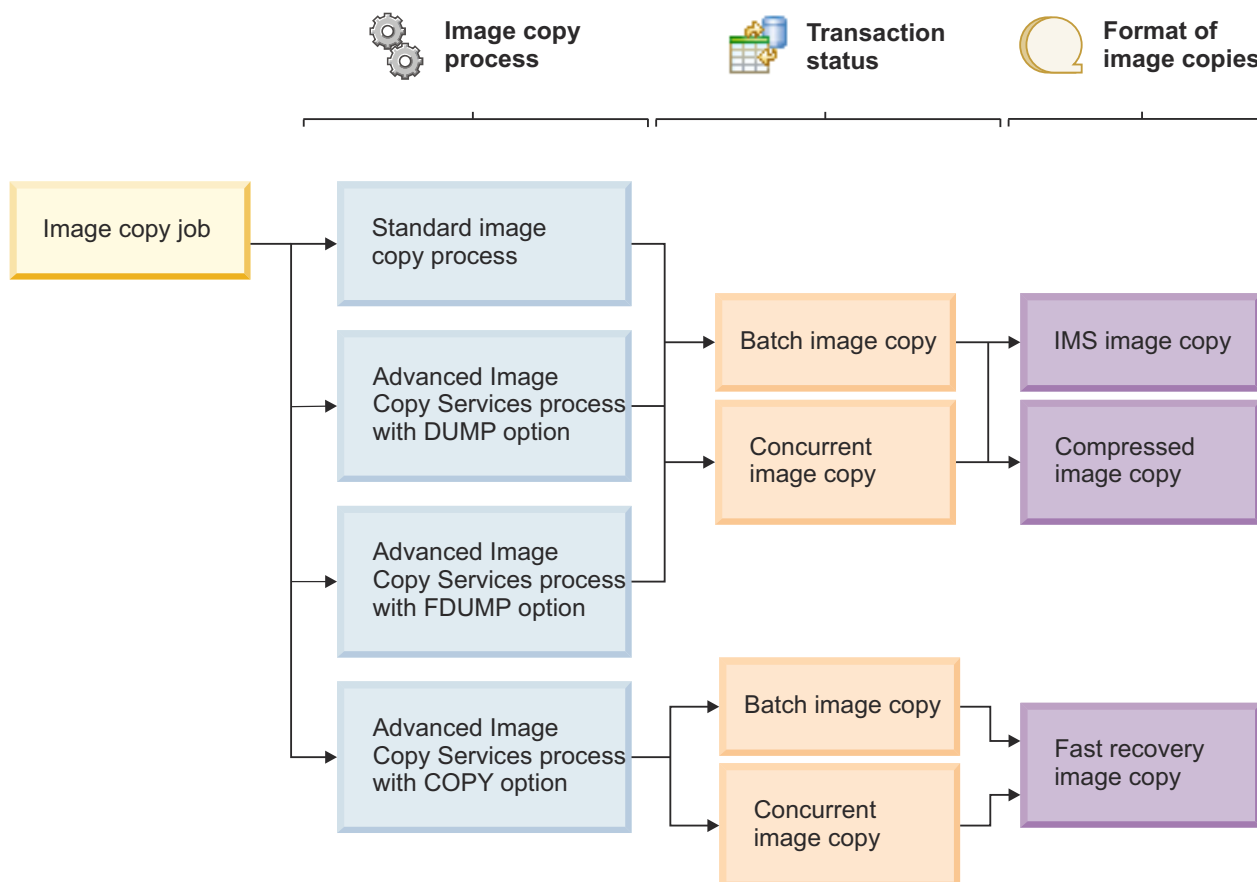 Image copy
process
Transaction
status
Format of
image copies
Image copy job
Standard image
copy process
Advanced Image
Copy Services process
with DUMP option
Advanced Image
Copy Services process
with FDUMP option
Advanced Image
Copy Services process
with COPY option
Batch image copy
Concurrent
image copy
Batch image copy
Concurrent
image copy
IMS image copy
Compressed
image copy
Fast recovery
image copy